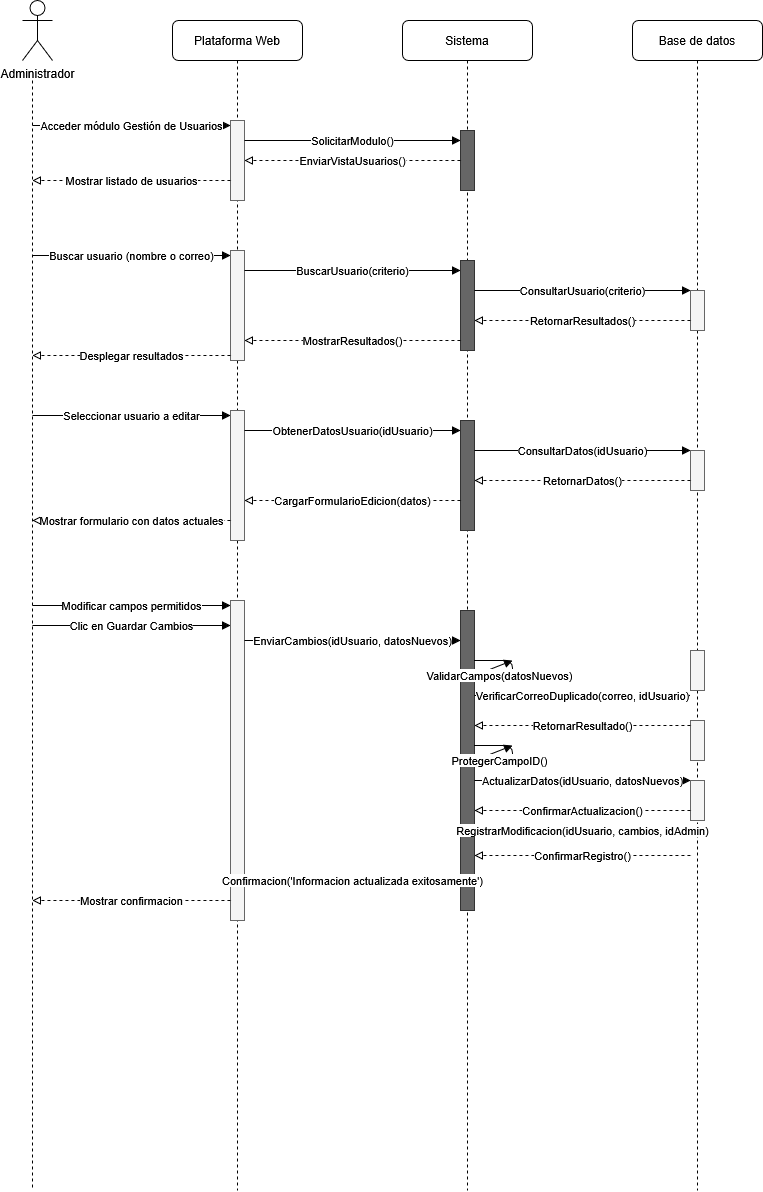 Administrador
Plataforma Web
Sistema
Base de datos
Acceder módulo Gestión de Usuarios
SolicitarModulo()
EnviarVistaUsuarios()
Mostrar listado de usuarios
Buscar usuario (nombre o correo)
BuscarUsuario(criterio)
ConsultarUsuario(criterio)
RetornarResultados()
MostrarResultados()
Desplegar resultados
Seleccionar usuario a editar
ObtenerDatosUsuario(idUsuario)
ConsultarDatos(idUsuario)
RetornarDatos()
CargarFormularioEdicion(datos)
Mostrar formulario con datos actuales
Modificar campos permitidos
Clic en Guardar Cambios
EnviarCambios(idUsuario, datosNuevos)
ValidarCampos(datosNuevos)
VerificarCorreoDuplicado(correo, idUsuario)
RetornarResultado()
ProtegerCampoID()
ActualizarDatos(idUsuario, datosNuevos)
ConfirmarActualizacion()
RegistrarModificacion(idUsuario, cambios, idAdmin)
ConfirmarRegistro()
Confirmacion('Informacion actualizada exitosamente')
Mostrar confirmacion